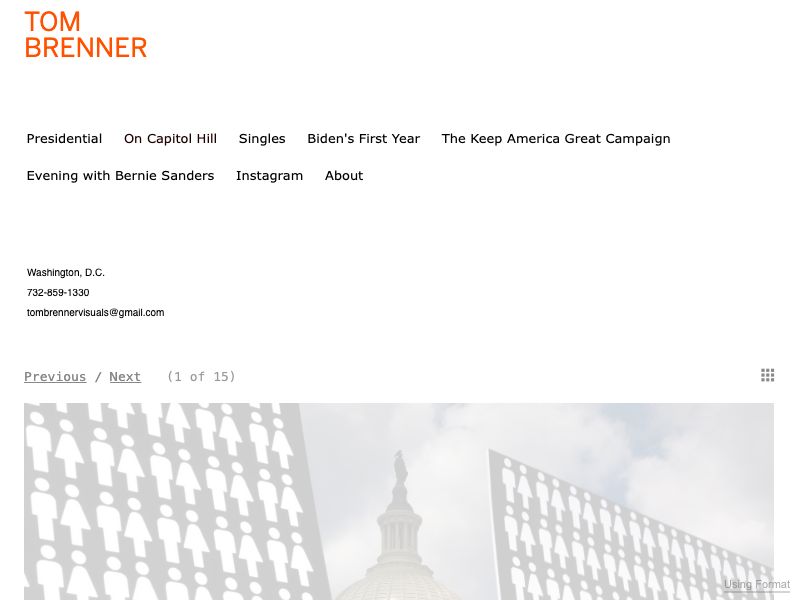 TOM
BRENNER
Presidential On Capitol Hill Singles Biden's First Year The Keep America Great Campaign
Evening with Bernie Sanders Instagram About
Washington, D.C.
732-859-1330
tombrennervisuals@gmail.com
Previous / Next (1 of 15)
Using Format